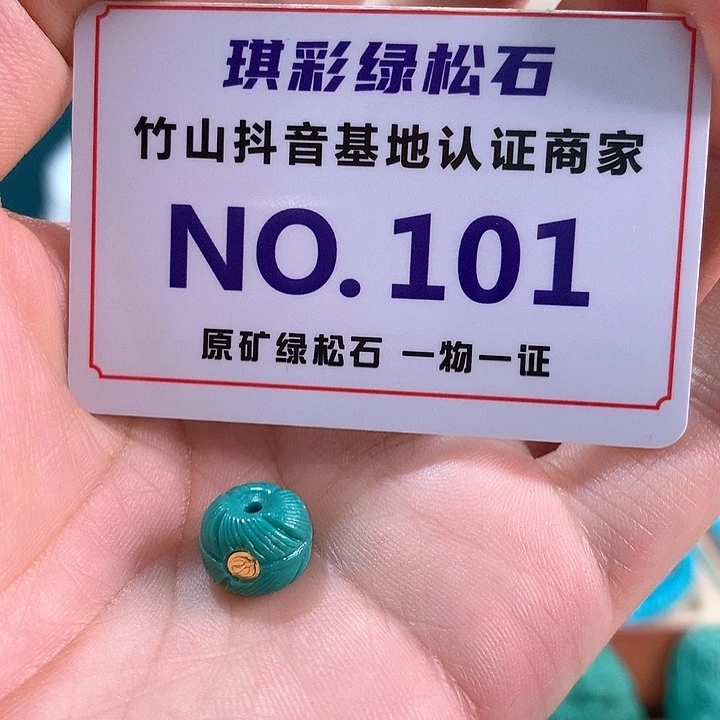 琪彩绿松石
竹山抖音基地认证商家
NO.101
原矿绿松石 一物一证